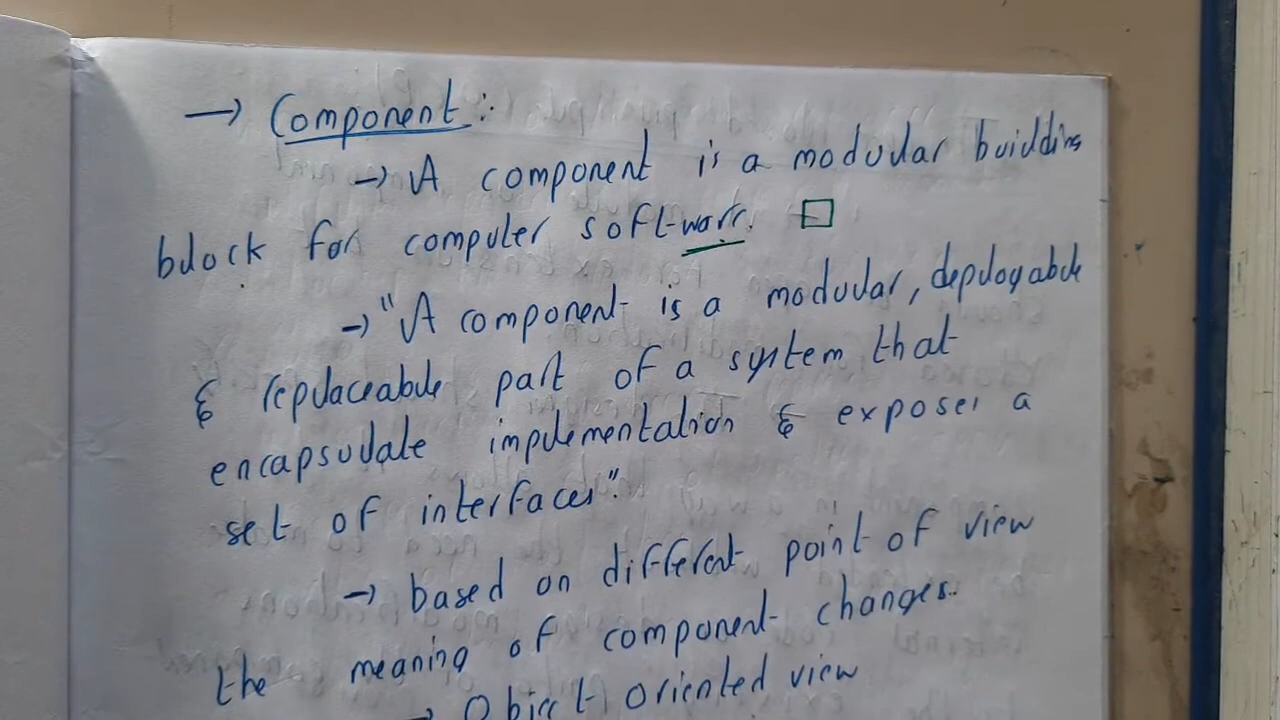 → Component :
→ A component is a modular building
block for computer software.
→ "A component is a modular, deployable
& replaceable part of a system that
encapsulate implementation & exposes a
set of interfaces".
→ based on different point of view
the meaning of component changes.
→ Object oriented view